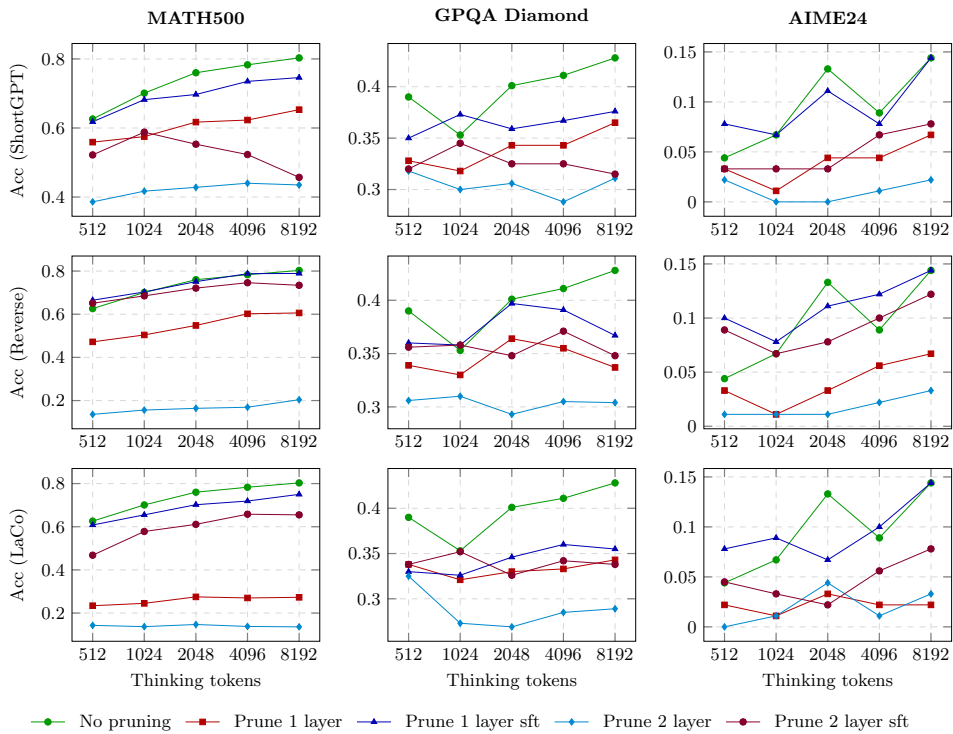 MATH500 GPQA Diamond AIME24
Acc (ShortGPT)
0.8
0.6
0.4
512 1024 2048 4096 8192
0.4
0.35
0.3
512 1024 2048 4096 8192
0.15
0.1
0.05
0
512 1024 2048 4096 8192
Acc (Reverse)
0.8
0.6
0.4
0.2
512 1024 2048 4096 8192
0.4
0.35
0.3
512 1024 2048 4096 8192
0.15
0.1
0.05
0
512 1024 2048 4096 8192
Acc (LaCo)
0.8
0.6
0.4
0.2
512 1024 2048 4096 8192
Thinking tokens
0.4
0.35
0.3
512 1024 2048 4096 8192
Thinking tokens
0.15
0.1
0.05
0
512 1024 2048 4096 8192
Thinking tokens
No pruning Prune 1 layer Prune 1 layer sft Prune 2 layer Prune 2 layer sft